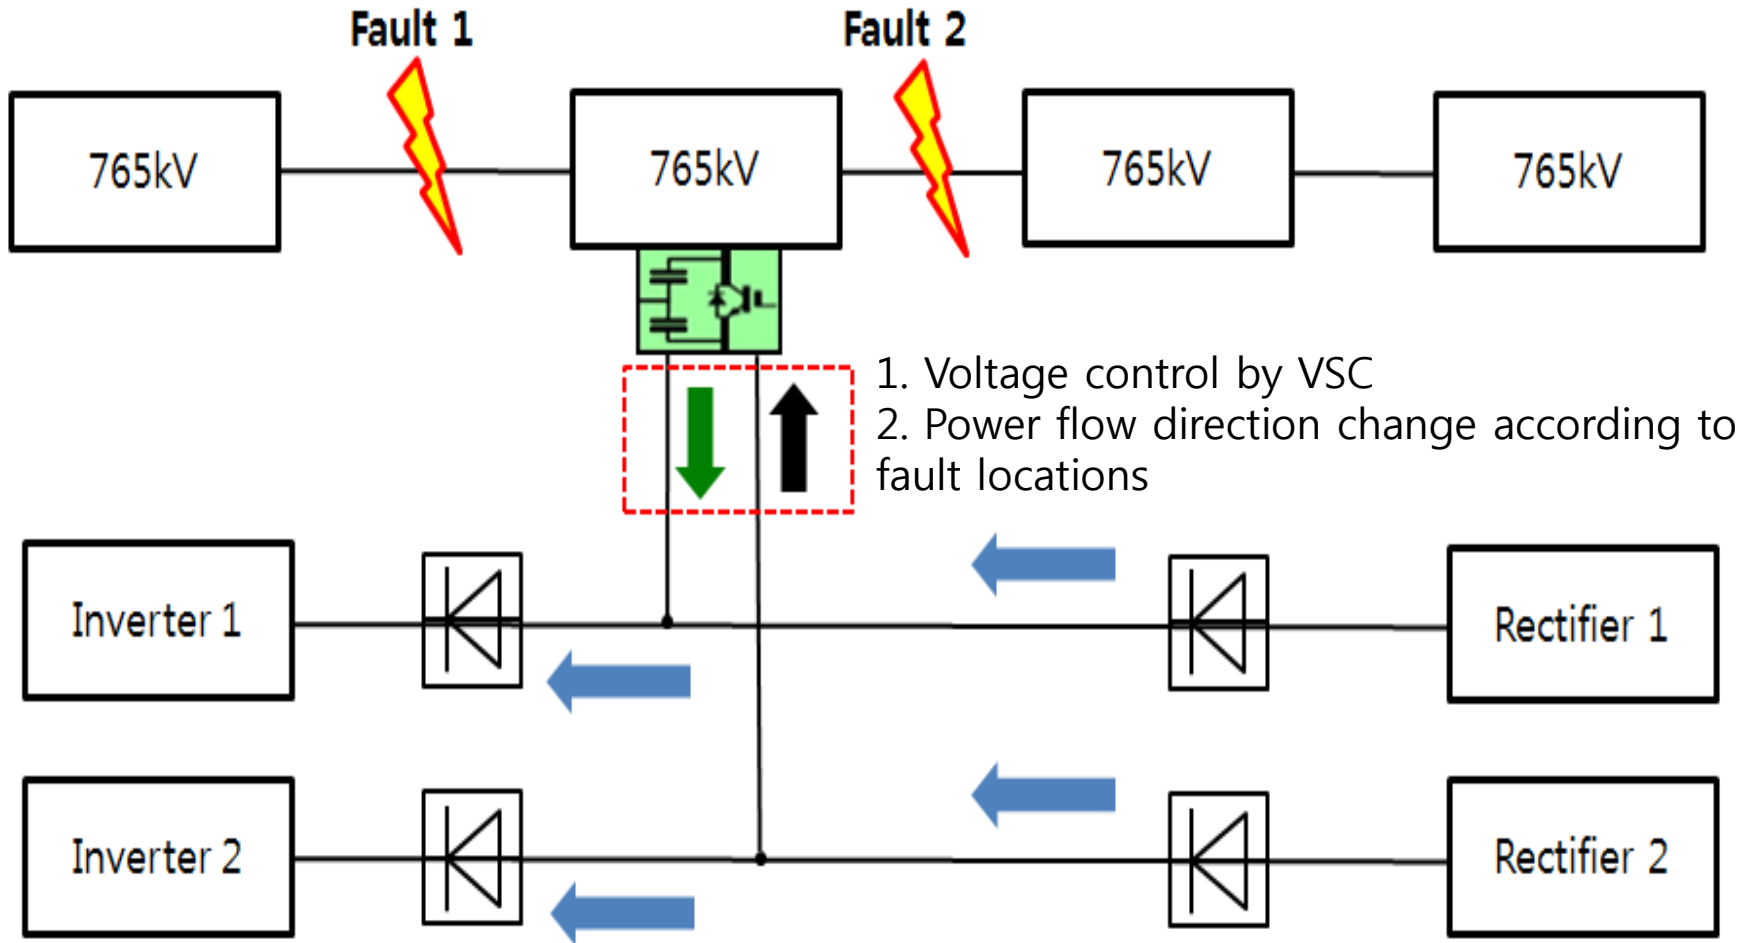 Fault 1
Fault 2
765kV
765kV
765kV
765kV
1. Voltage control by VSC
2. Power flow direction change according to
fault locations
Inverter 1
Rectifier 1
Inverter 2
Rectifier 2